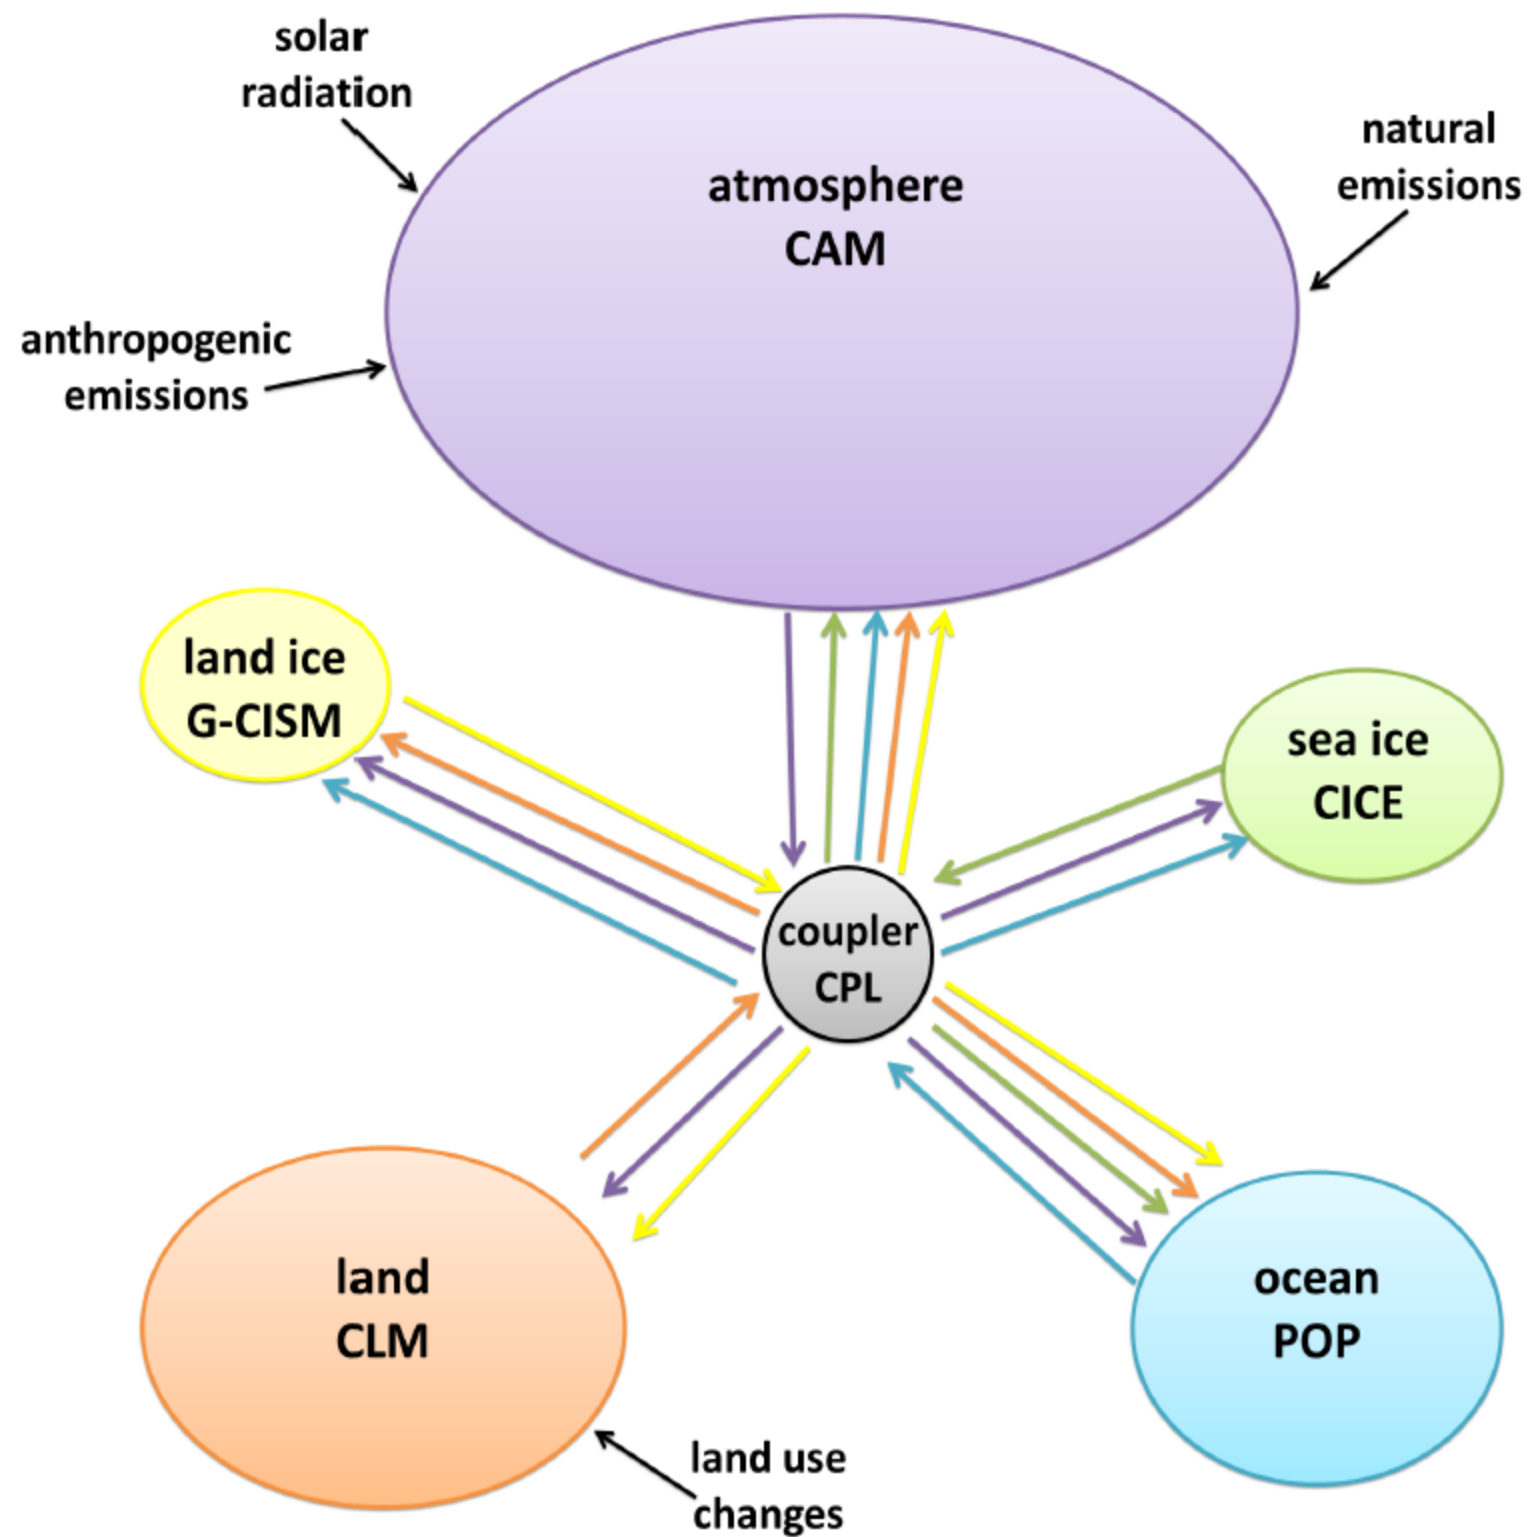 solar
radiation
natural
emissions
atmosphere
CAM
anthropogenic
emissions
land ice
G-CISM
sea ice
CICE
coupler
CPL
land
CLM
ocean
POP
land use
changes